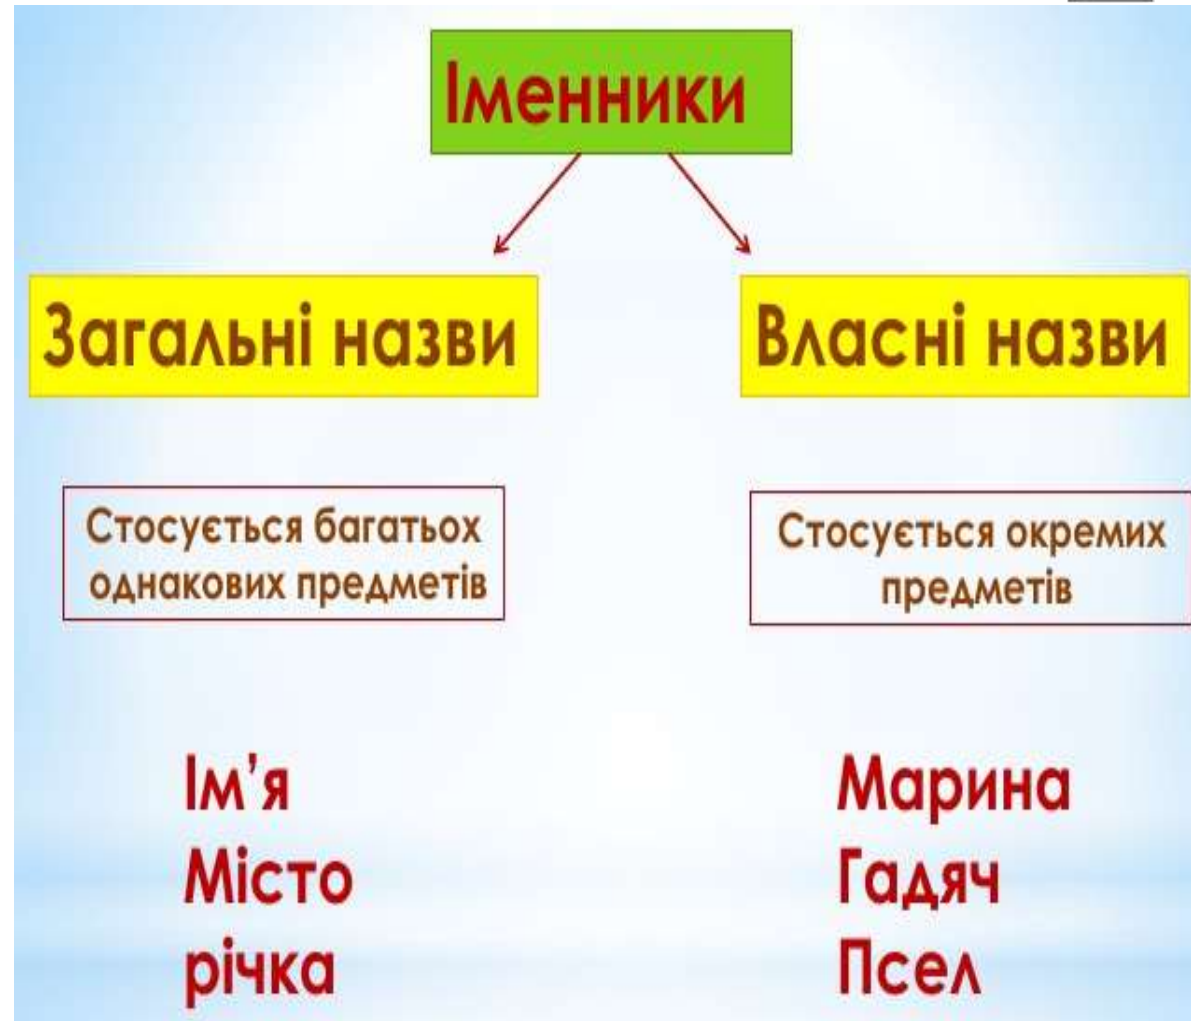 Іменники
Загальні назви
Власні назви
Стосується багатьох
однакових предметів
Стосується окремих
предметів
Ім’я
Місто
річка
Марина
Гадяч
Псел